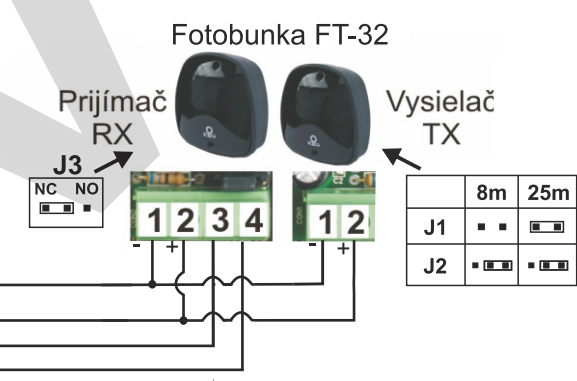 Fotobunka FT-32
Prijímač
RX
Vysielač
TX
J3
NC NO
1 2 3 4
- +
1 2
- +
8m 25m
J1
J2